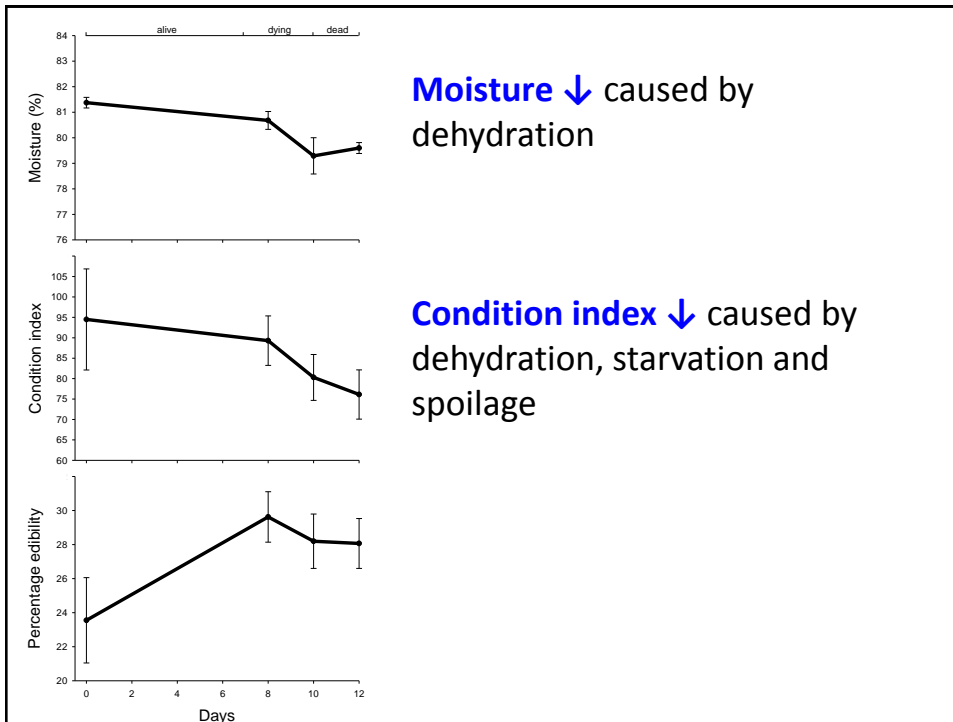 alive dying dead
84
83
82
81
80
79
78
77
76
Moisture (%)
Moisture ↓ caused by
dehydration
105
100
95
90
85
80
75
70
65
60
Condition index
Condition index ↓ caused by
dehydration, starvation and
spoilage
30
28
26
24
22
20
Percentage edibility
0 2 4 6 8 10 12
Days